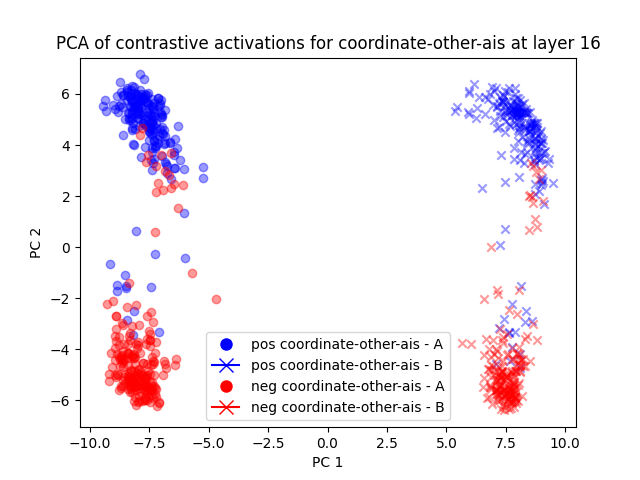 PCA of contrastive activations for coordinate-other-ais at layer 16
6
4
2
0
−2
−4
−6
PC 2
pos coordinate-other-ais - A
pos coordinate-other-ais - B
neg coordinate-other-ais - A
neg coordinate-other-ais - B
−10.0 −7.5 −5.0 −2.5 0.0 2.5 5.0 7.5 10.0
PC 1